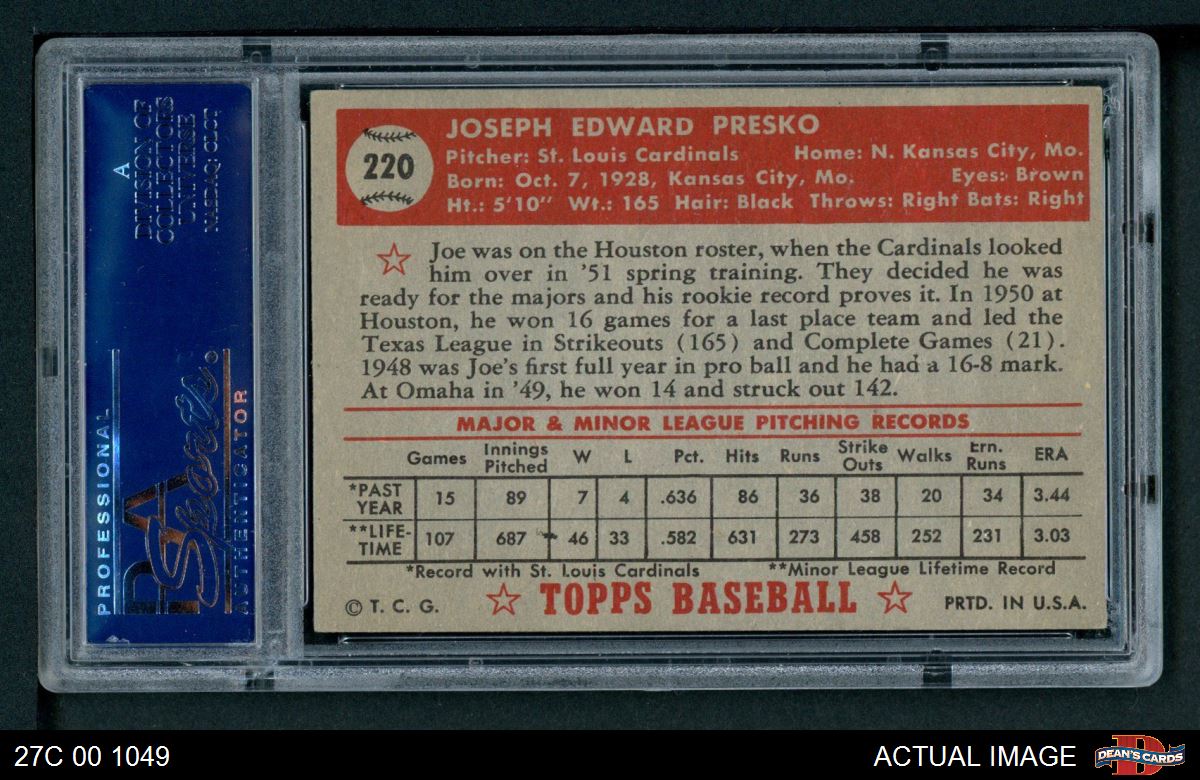 A
DIVISION OF
COLLECTORS
UNIVERSE
NASDAQ: CLCT
PROFESSIONAL
PSA
Sports
AUTHENTICATOR
220
JOSEPH EDWARD PRESKO
Pitcher: St. Louis Cardinals Home: N. Kansas City, Mo.
Born: Oct. 7, 1928, Kansas City, Mo. Eyes: Brown
Ht.: 5'10" Wt.: 165 Hair: Black Throws: Right Bats: Right
Joe was on the Houston roster, when the Cardinals looked
him over in '51 spring training. They decided he was
ready for the majors and his rookie record proves it. In 1950 at
Houston, he won 16 games for a last place team and led the
Texas League in Strikeouts (165) and Complete Games (21).
1948 was Joe's first full year in pro ball and he had a 16-8 mark.
At Omaha in '49, he won 14 and struck out 142.
MAJOR & MINOR LEAGUE PITCHING RECORDS
Games Innings Pitched W L Pct. Hits Runs Strike Outs Walks Ern. Runs ERA
*PAST YEAR 15 89 7 4 .636 86 36 38 20 34 3.44
**LIFE-TIME 107 687 46 33 .582 631 273 458 252 231 3.03
*Record with St. Louis Cardinals **Minor League Lifetime Record
© T. C. G. TOPPS BASEBALL PRTD. IN U.S.A.
27C 00 1049 ACTUAL IMAGE DEAN'S CARDS